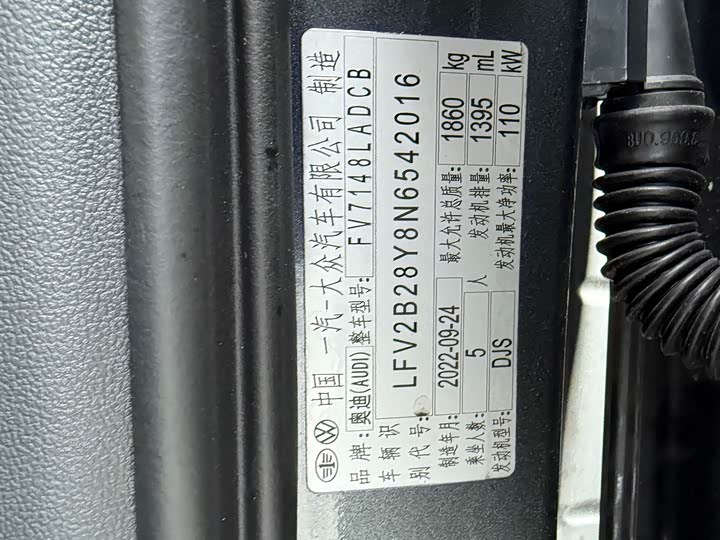 中国 一汽-大众汽车有限公司 制造
品 牌: 奥迪(AUDI) 整车型号: FV7148LADCB
车辆识别代号: LFV2B28Y8N6542016
制造年月: 2022-09-24 最大允许总质量: 1860 kg
乘坐人数: 5 人 发动机排量: 1395 mL
发动机型号: DJS 发动机最大净功率: 110 kW